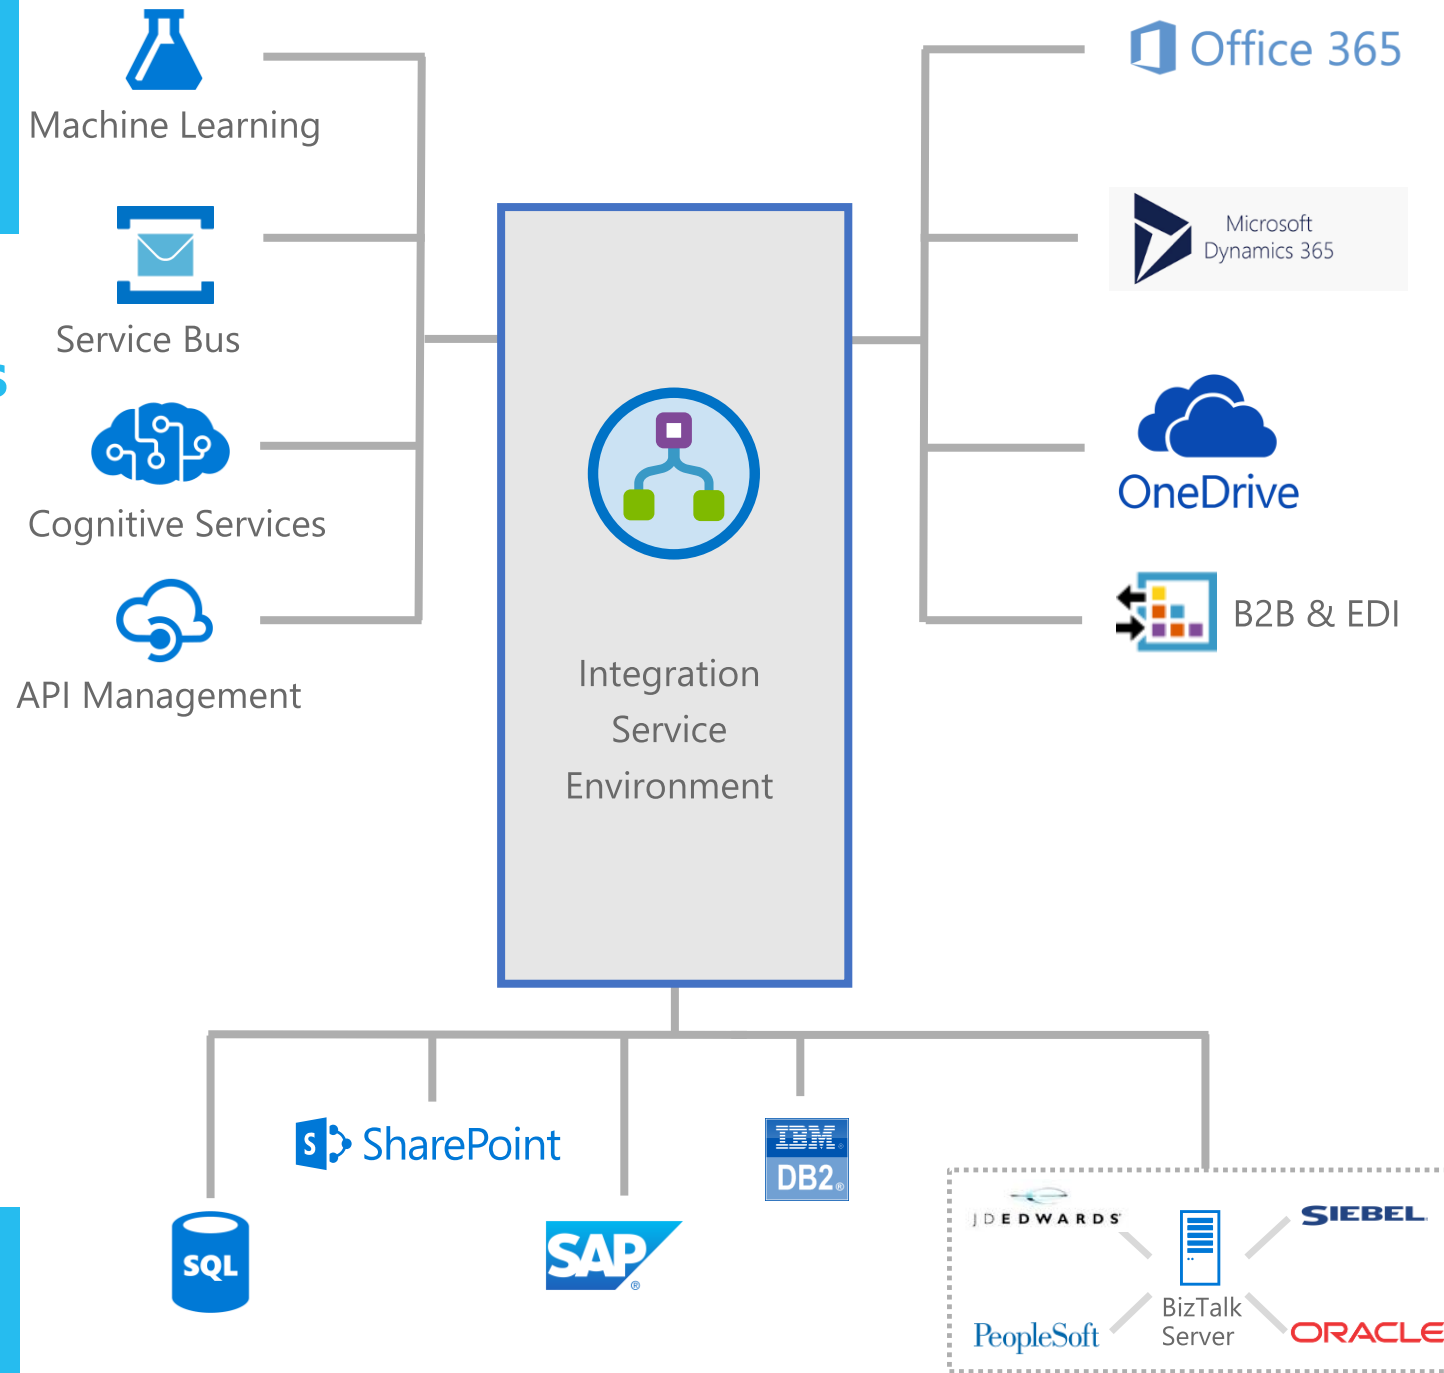 Machine Learning
Service Bus
s
Cognitive Services
API Management
Office 365
Microsoft
Dynamics 365
OneDrive
B2B & EDI
Integration
Service
Environment
S SharePoint
IBM®
DB2®
SQL
SAP®
JDEDWARDS
SIEBEL
BizTalk
Server
PeopleSoft
ORACLE